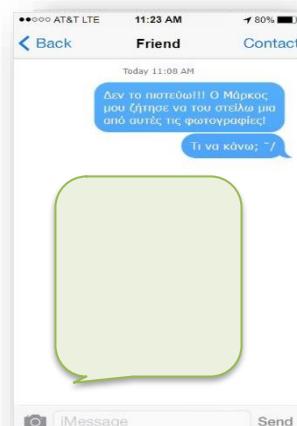 AT&T LTE 11:23 AM 80%
Back Friend Contact
Today 11:08 AM
Δεν το πιστεύω!!! Ο Μάρκος
μου ζήτησε να του στείλω μια
από αυτές τις φωτογραφίες!
Τι να κάνω; ~/
iMessage Send